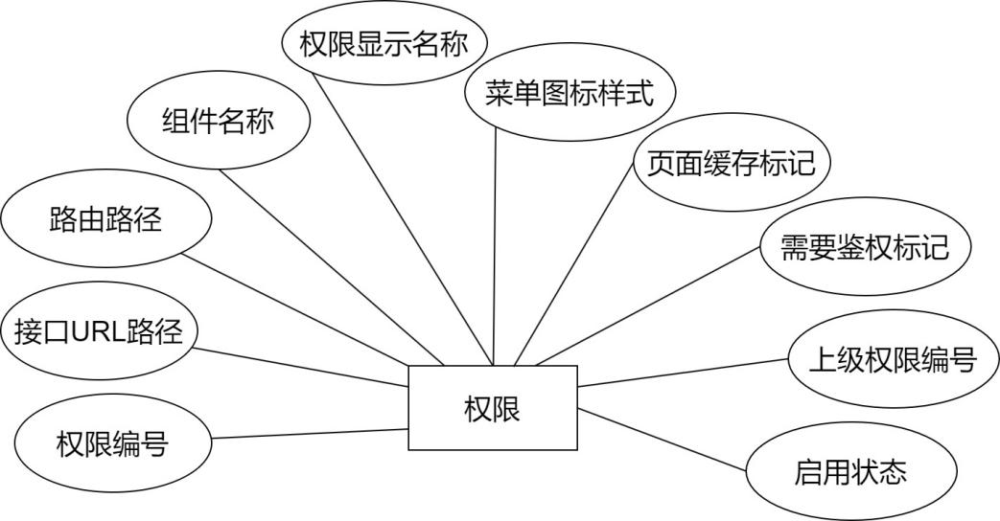 权限显示名称
菜单图标样式
组件名称
页面缓存标记
路由路径
需要鉴权标记
接口URL路径
上级权限编号
权限
权限编号
启用状态